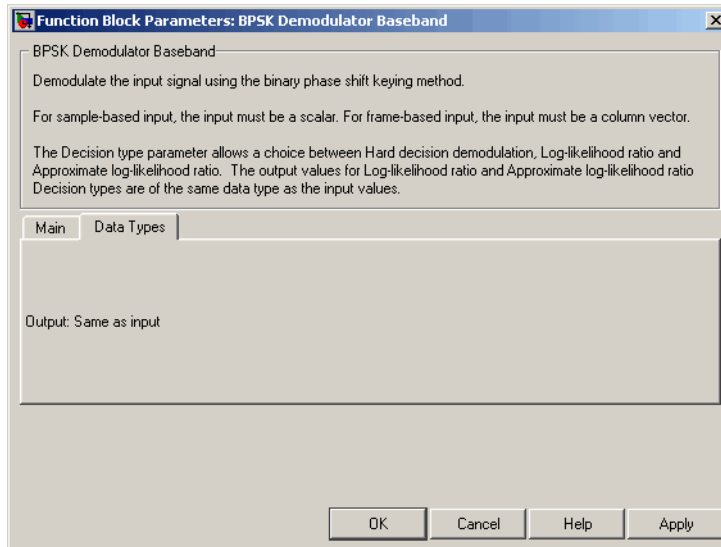 Function Block Parameters: BPSK Demodulator Baseband
BPSK Demodulator Baseband
Demodulate the input signal using the binary phase shift keying method.
For sample-based input, the input must be a scalar. For frame-based input, the input must be a column vector.
The Decision type parameter allows a choice between Hard decision demodulation, Log-likelihood ratio and
Approximate log-likelihood ratio. The output values for Log-likelihood ratio and Approximate log-likelihood ratio
Decision types are of the same data type as the input values.
Main Data Types
Output: Same as input
OK Cancel Help Apply